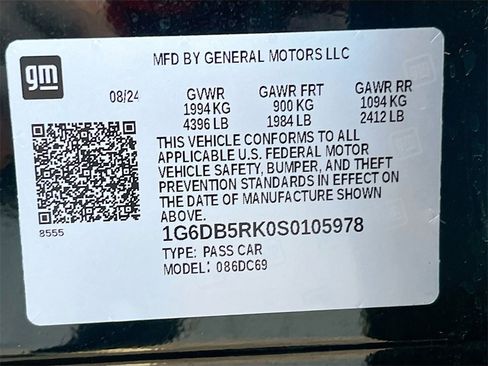 gm
MFD BY GENERAL MOTORS LLC
08/24 GVWR GAWR FRT GAWR RR
1994 KG 900 KG 1094 KG
4396 LB 1984 LB 2412 LB
THIS VEHICLE CONFORMS TO ALL
APPLICABLE U.S. FEDERAL MOTOR
VEHICLE SAFETY, BUMPER, AND THEFT
PREVENTION STANDARDS IN EFFECT ON
THE DATE OF MANUFACTURE SHOWN
ABOVE.
8555
1G6DB5RK0S0105978
TYPE: PASS CAR
MODEL: 086DC69